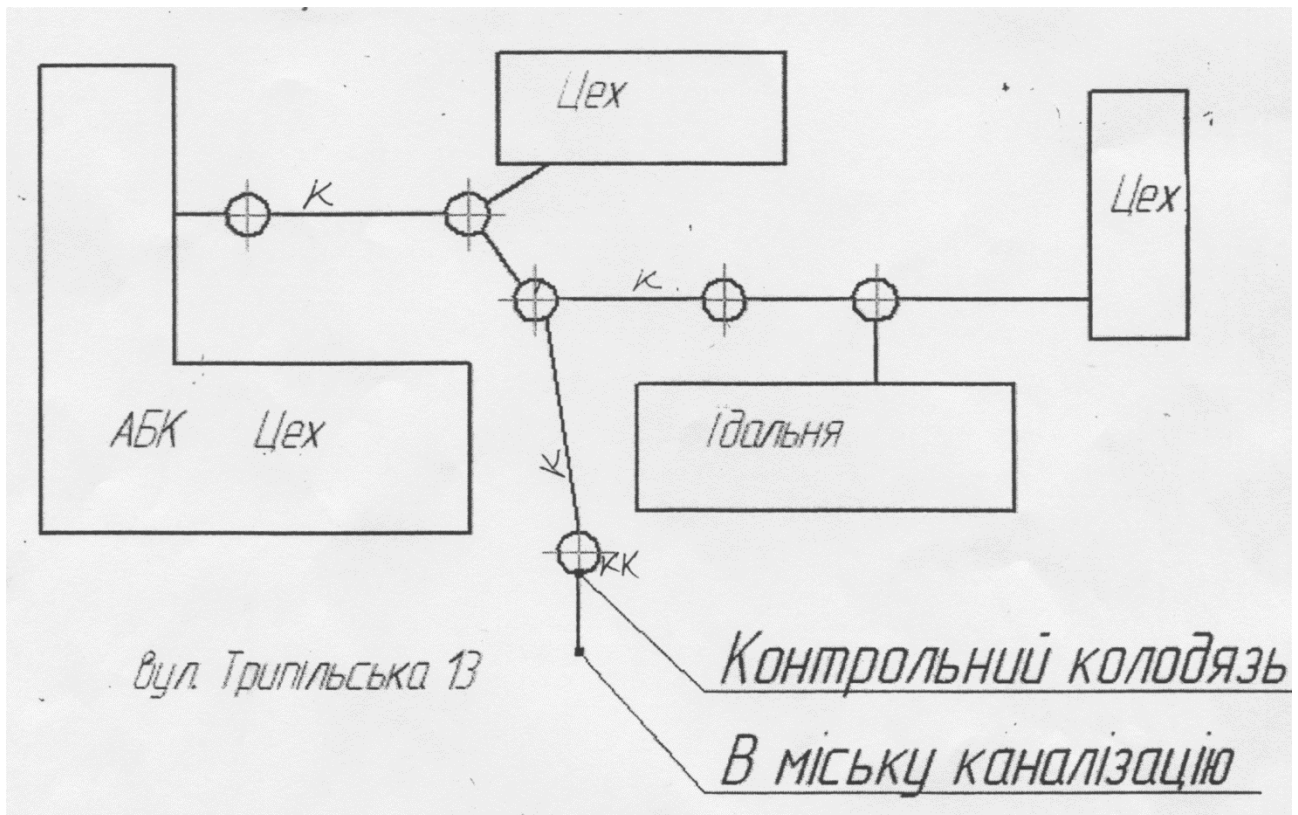 Цех
К
Цех
К
АБК Цех
Їдальня
К
КК
вул. Трипільська 13
Контрольний колодязь
В міську каналізацію